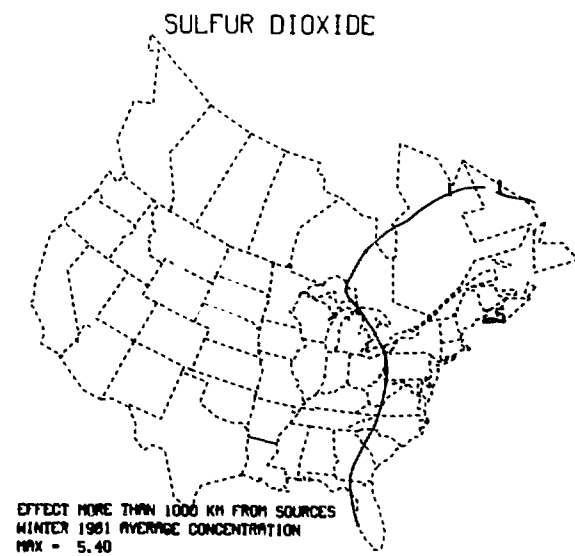 SULFUR DIOXIDE
EFFECT MORE THAN 1000 KM FROM SOURCES
WINTER 1981 AVERAGE CONCENTRATION
MAX = 5.40